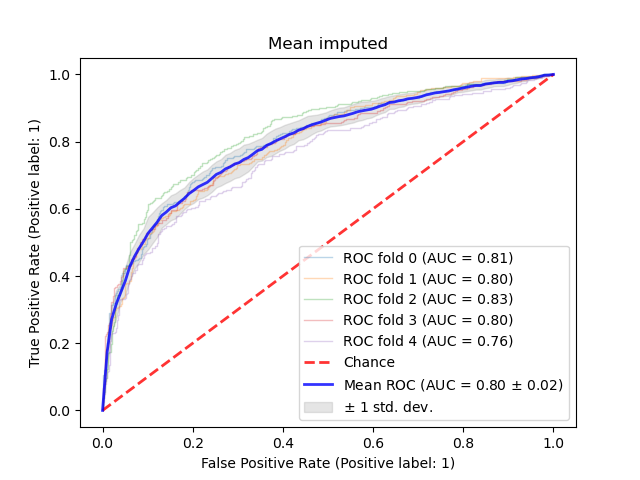 Mean imputed
True Positive Rate (Positive label: 1)
1.0
0.8
0.6
0.4
0.2
0.0
ROC fold 0 (AUC = 0.81)
ROC fold 1 (AUC = 0.80)
ROC fold 2 (AUC = 0.83)
ROC fold 3 (AUC = 0.80)
ROC fold 4 (AUC = 0.76)
Chance
Mean ROC (AUC = 0.80 ± 0.02)
± 1 std. dev.
0.0 0.2 0.4 0.6 0.8 1.0
False Positive Rate (Positive label: 1)